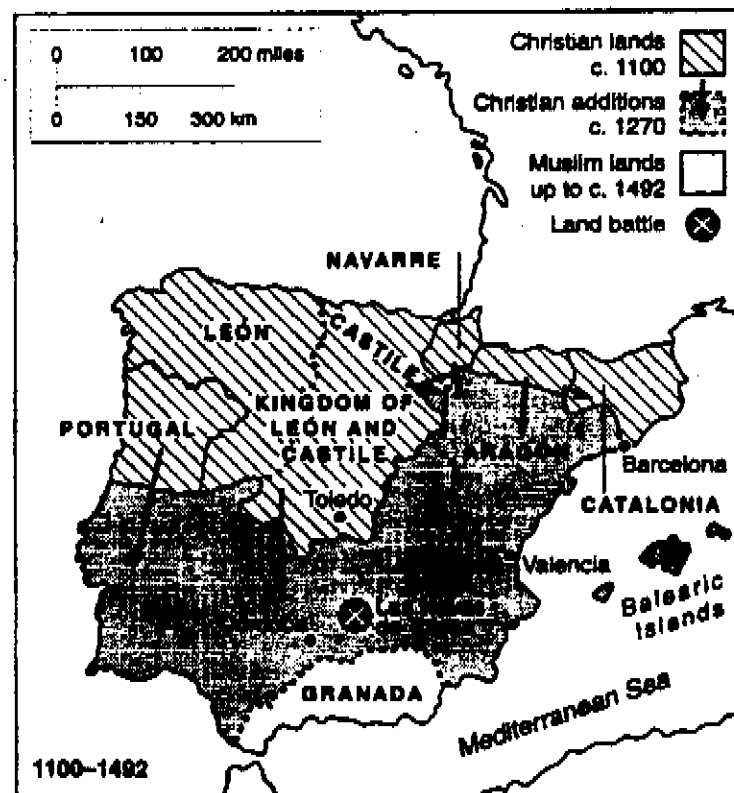 0 100 200 miles
0 150 300 km
Christian lands
c. 1100
Christian additions
c. 1270
Muslim lands
up to c. 1492
Land battle
NAVARRE
LEÓN
CASTILE
KINGDOM OF
LEÓN AND
CASTILE
PORTUGAL
ARAGÓN
Barcelona
Toledo
CATALONIA
Valencia
Balearic
Islands
GRANADA
Mediterranean Sea
1100–1492